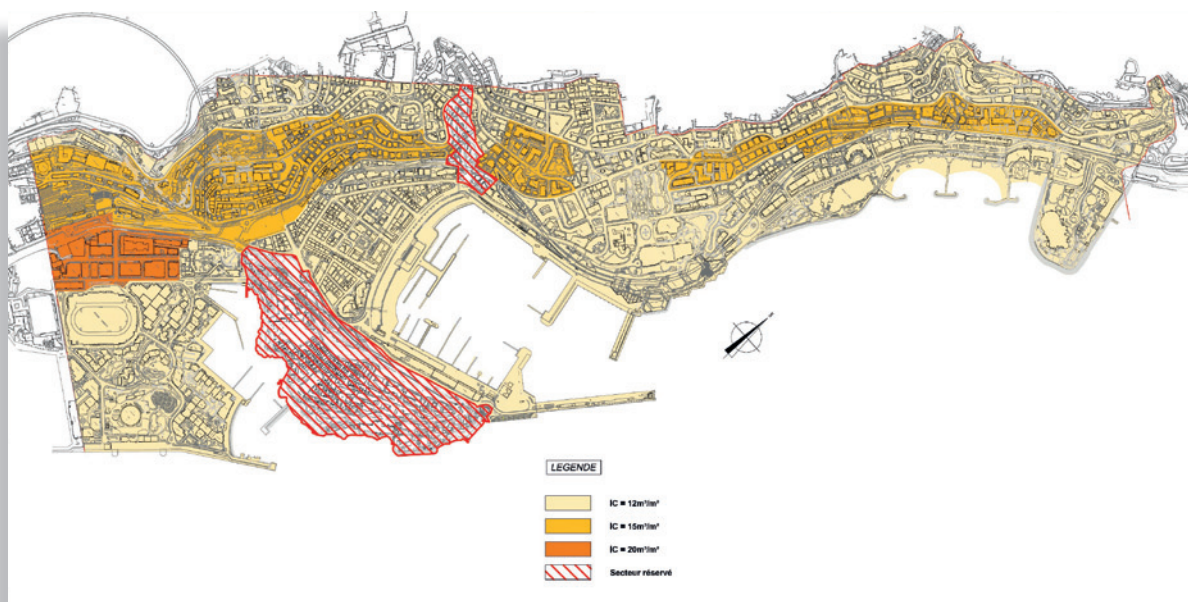 LEGENDE
IC = 12m³/m²
IC = 15m³/m²
IC = 20m³/m²
Secteur réservé